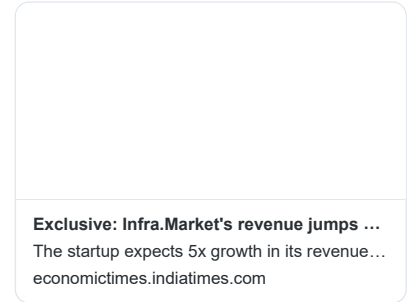 Exclusive: Infra.Market's revenue jumps ...
The startup expects 5x growth in its revenue...
economictimes.indiatimes.com